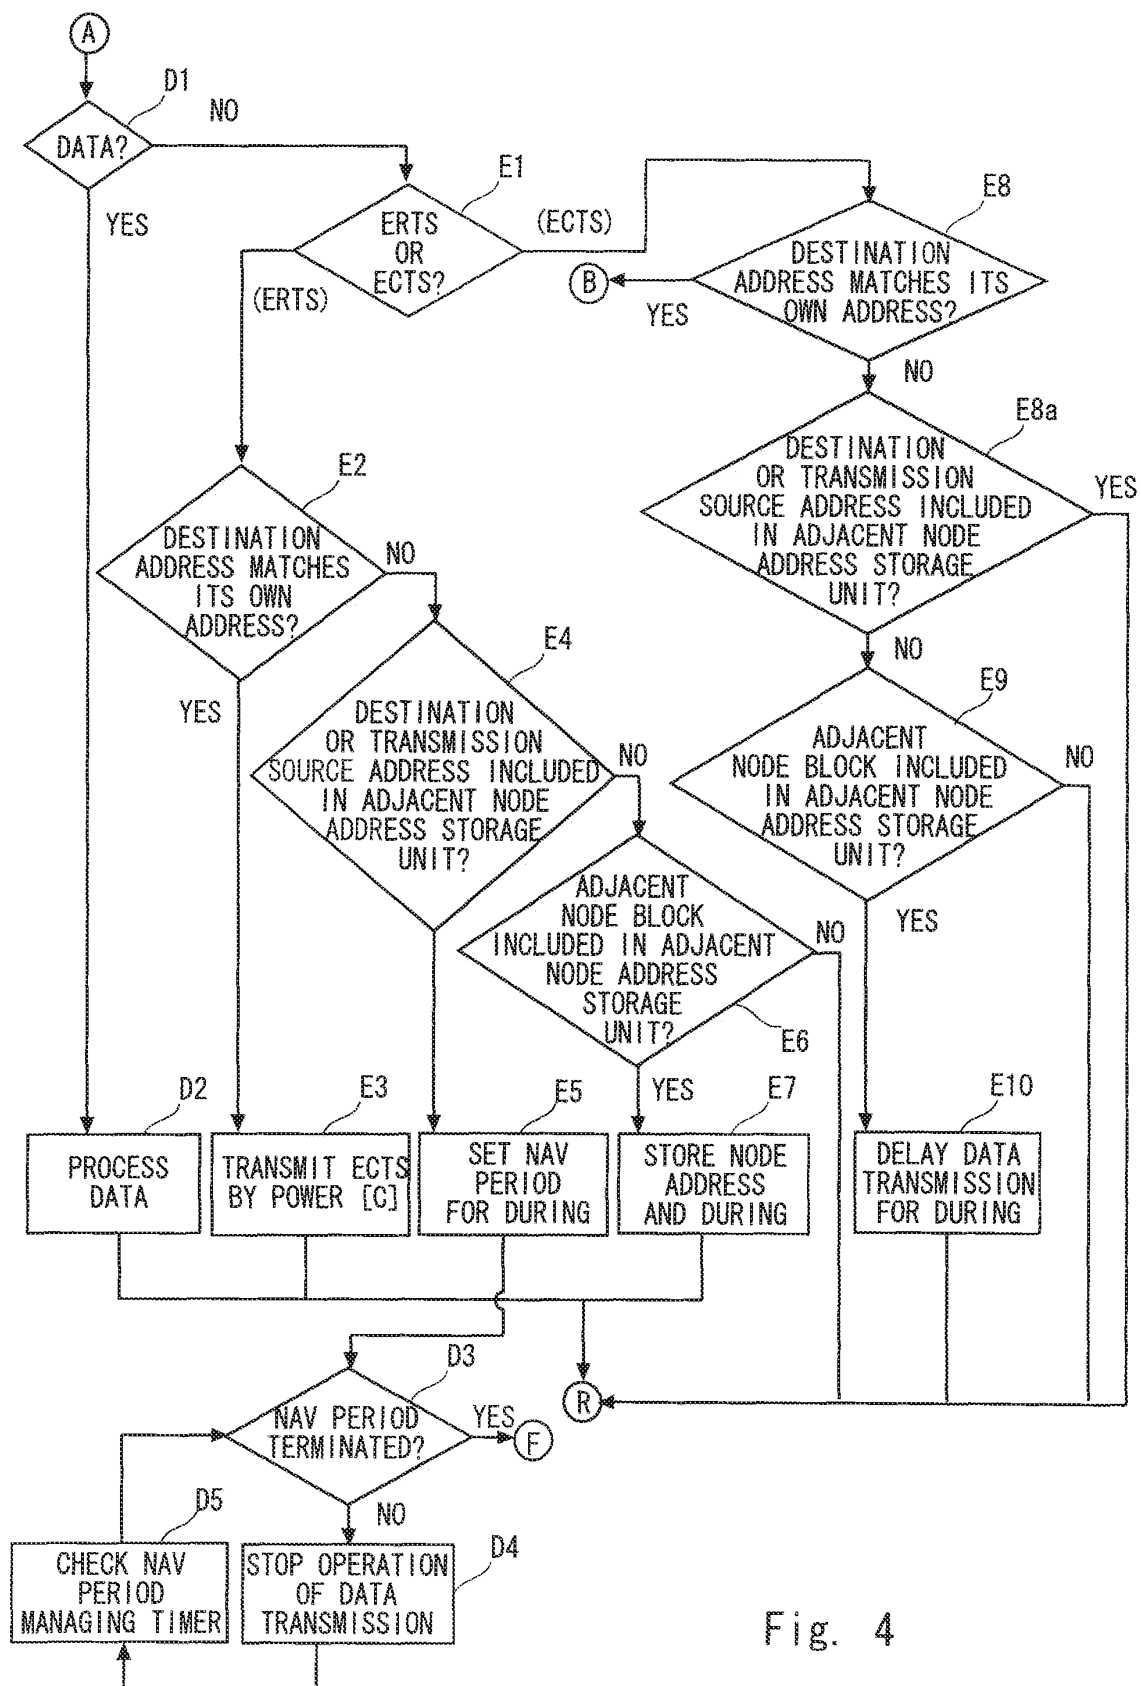 A
D1
DATA?
NO
YES
E1
ERTS
OR
ECTS?
(ECTS)
(ERTS)
E8
DESTINATION
ADDRESS MATCHES ITS
OWN ADDRESS?
B
YES
NO
E8a
DESTINATION
OR TRANSMISSION
SOURCE ADDRESS INCLUDED
IN ADJACENT NODE
ADDRESS STORAGE
UNIT?
YES
NO
E2
DESTINATION
ADDRESS MATCHES
ITS OWN
ADDRESS?
NO
YES
E4
DESTINATION
OR TRANSMISSION
SOURCE ADDRESS INCLUDED
IN ADJACENT NODE
ADDRESS STORAGE
UNIT?
NO
E9
ADJACENT
NODE BLOCK INCLUDED
IN ADJACENT NODE
ADDRESS STORAGE
UNIT?
NO
YES
ADJACENT
NODE BLOCK
INCLUDED IN ADJACENT
NODE ADDRESS
STORAGE
UNIT?
NO
E6
YES
D2
PROCESS
DATA
E3
TRANSMIT ECTS
BY POWER [C]
E5
SET NAV
PERIOD
FOR DURING
E7
STORE NODE
ADDRESS
AND DURING
E10
DELAY DATA
TRANSMISSION
FOR DURING
D3
NAV PERIOD
TERMINATED?
YES
F
R
NO
D5
CHECK NAV
PERIOD
MANAGING TIMER
D4
STOP OPERATION
OF DATA
TRANSMISSION
Fig. 4